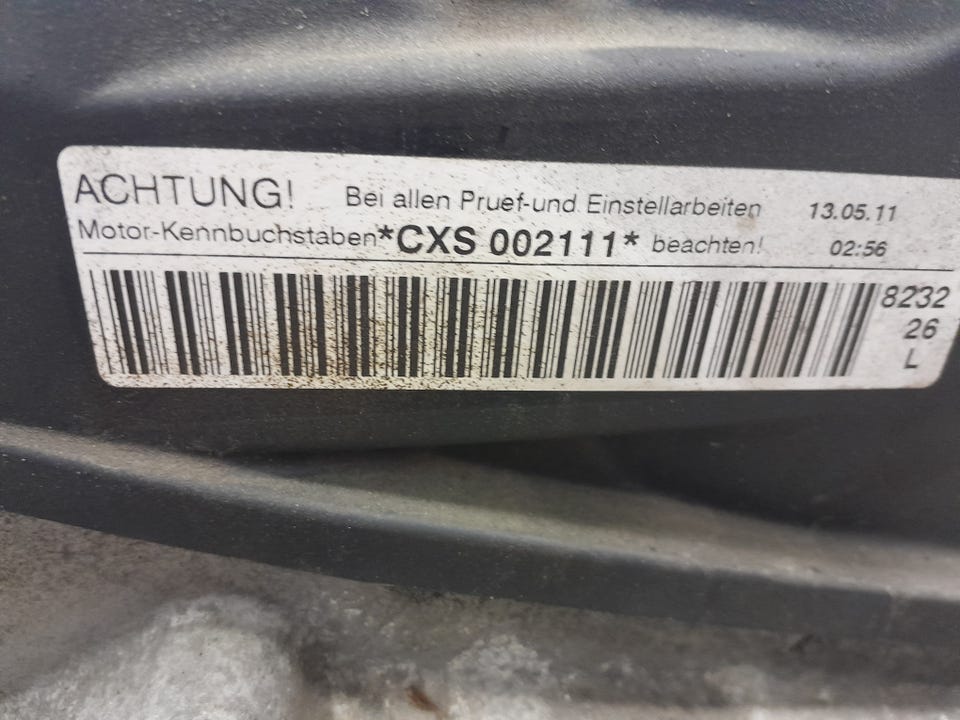 ACHTUNG! Bei allen Pruef-und Einstellarbeiten 13.05.11
Motor-Kennbuchstaben *CXS 002111* beachten! 02:56
8232
26
L